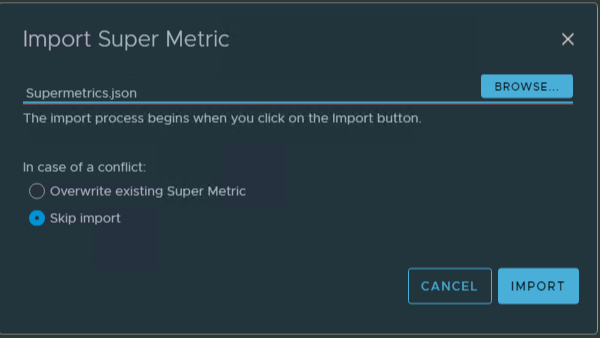 Import Super Metric
Supermetrics.json
BROWSE...
The import process begins when you click on the Import button.
In case of a conflict:
Overwrite existing Super Metric
Skip import
CANCEL
IMPORT